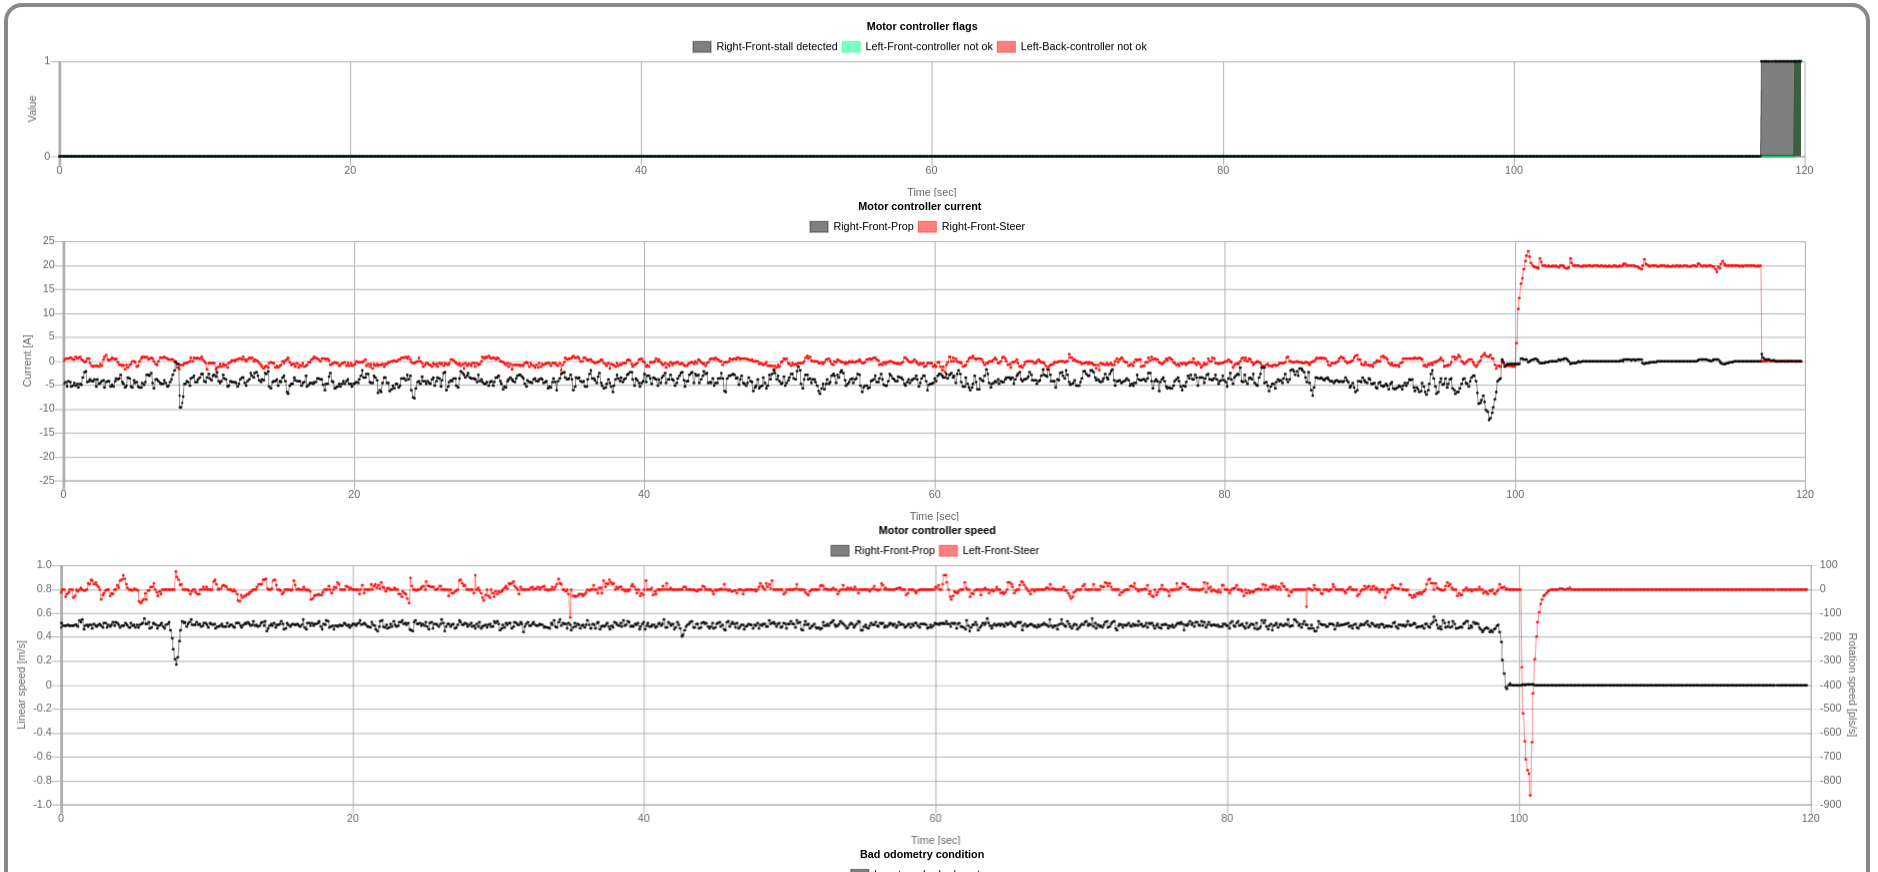 Motor controller flags
Right-Front-stall detected Left-Front-controller not ok Left-Back-controller not ok
1
Value
0
0 20 40 60 80 100 120
Time [sec]
Motor controller current
Right-Front-Prop Right-Front-Steer
25
20
15
10
5
0
-5
-10
-15
-20
-25
Current [A]
0 20 40 60 80 100 120
Time [sec]
Motor controller speed
Right-Front-Prop Left-Front-Steer
1.0 100
0.8 0
0.6 -100
0.4 -200
0.2 -300
0 -400
-0.2 -500
-0.4 -600
-0.6 -700
-0.8 -800
-1.0 -900
Linear speed [m/s]
Rotation speed [pls/s]
0 20 40 60 80 100 120
Time [sec]
Bad odometry condition